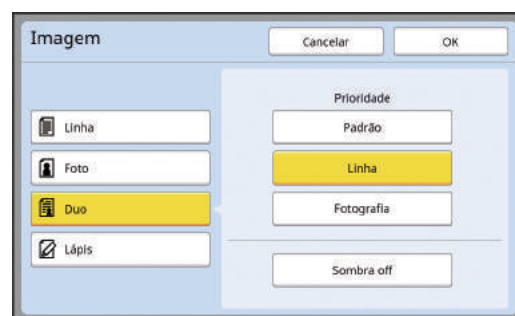 Imagem
Cancelar
OK
Linha
Foto
Duo
Lápis
Prioridade
Padrão
Linha
Fotografia
Sombra off